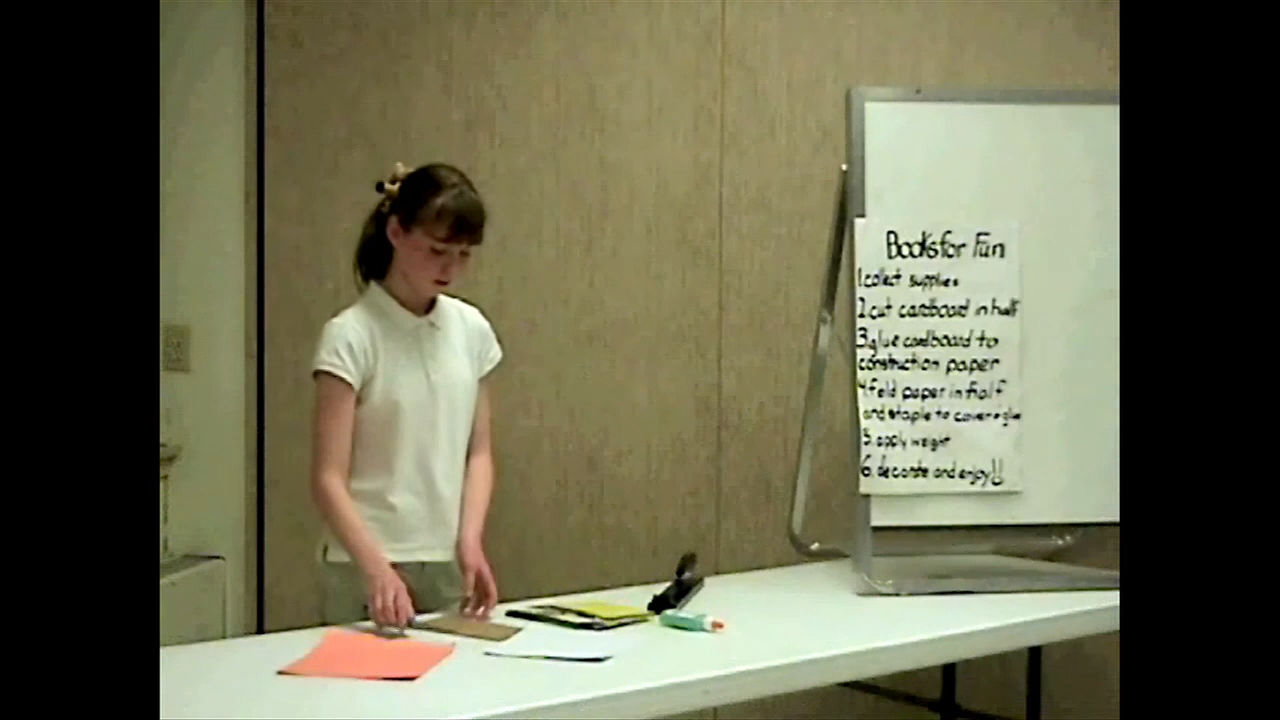 Books for Fun
1. collect supplies
2. cut cardboard in half
3. glue cardboard to
construction paper
4. fold paper in half
and staple to cover + glue
5. apply weight
6. decorate and enjoy!!